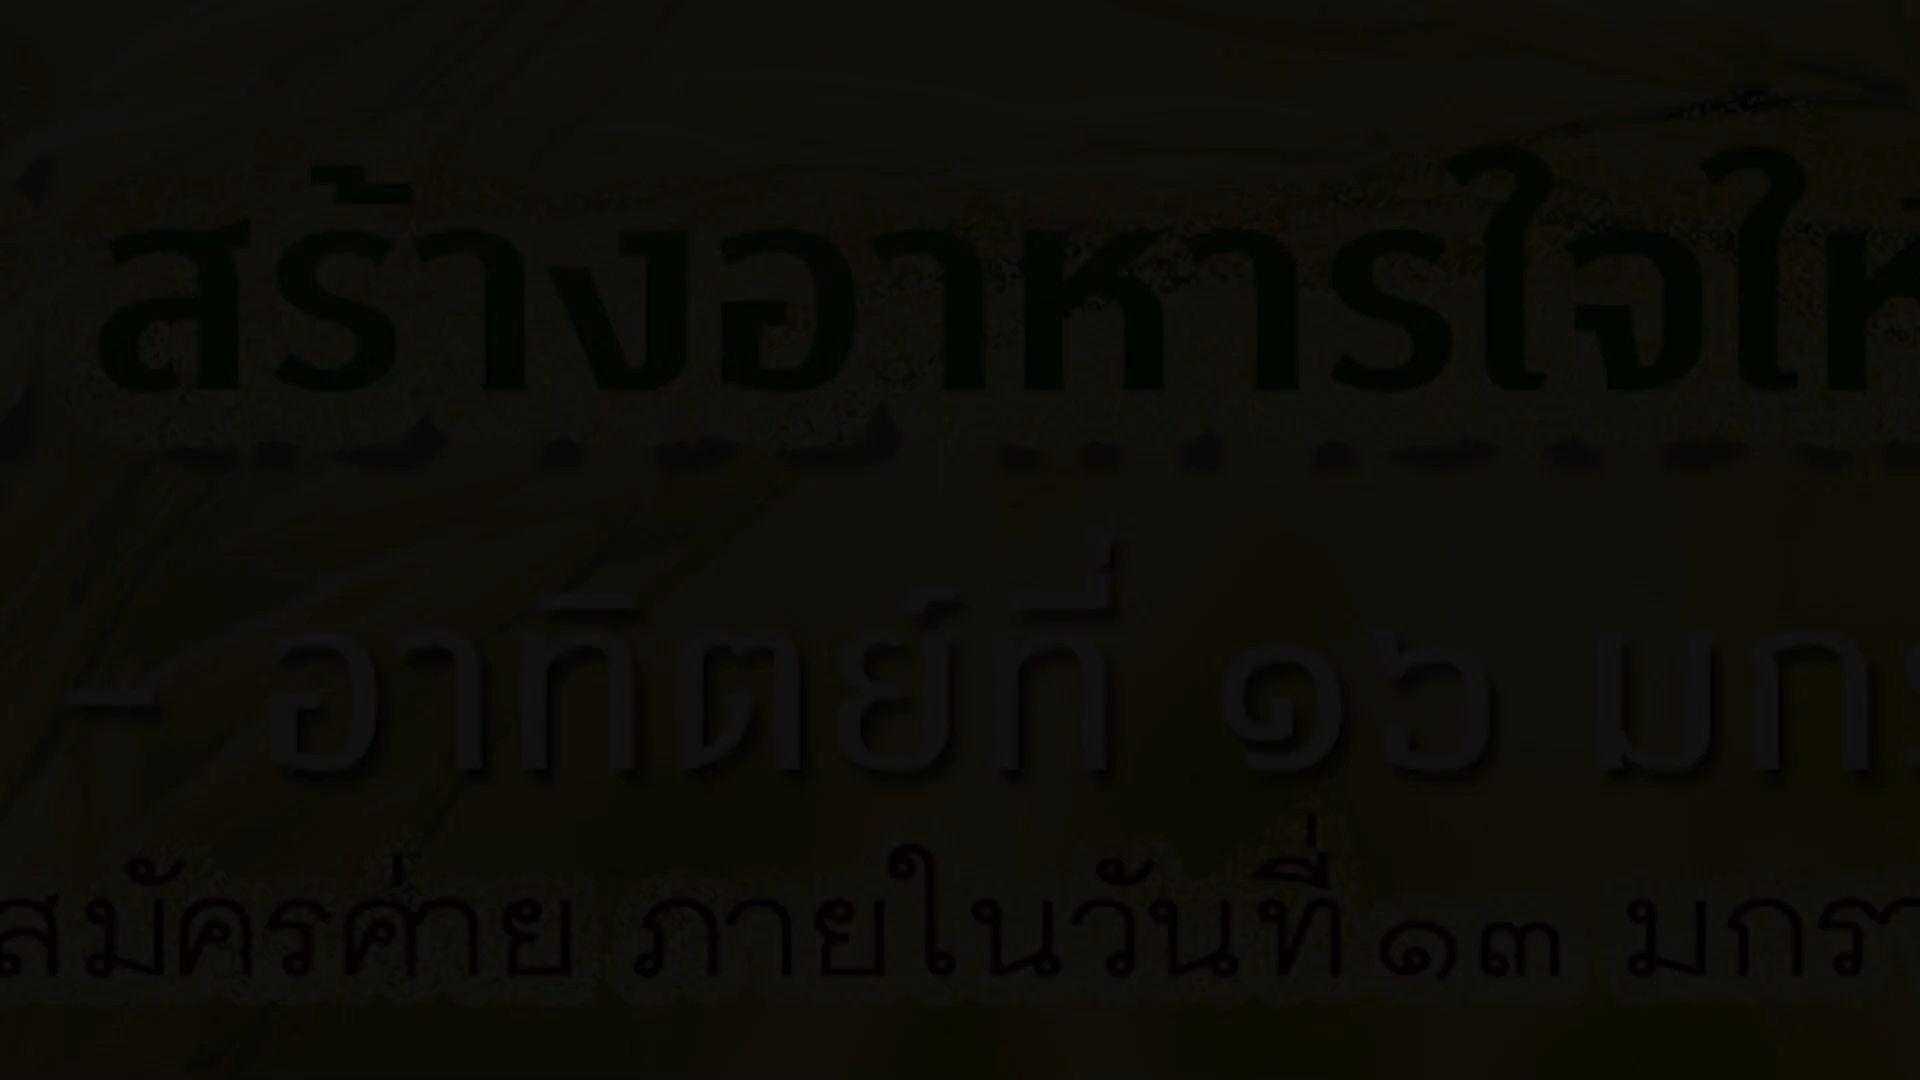 สร้างอาหารใจให้
– อาทิตย์ที่ ๑๖ มกร
สมัครค่าย ภายในวันที่ ๑๓ มกรา